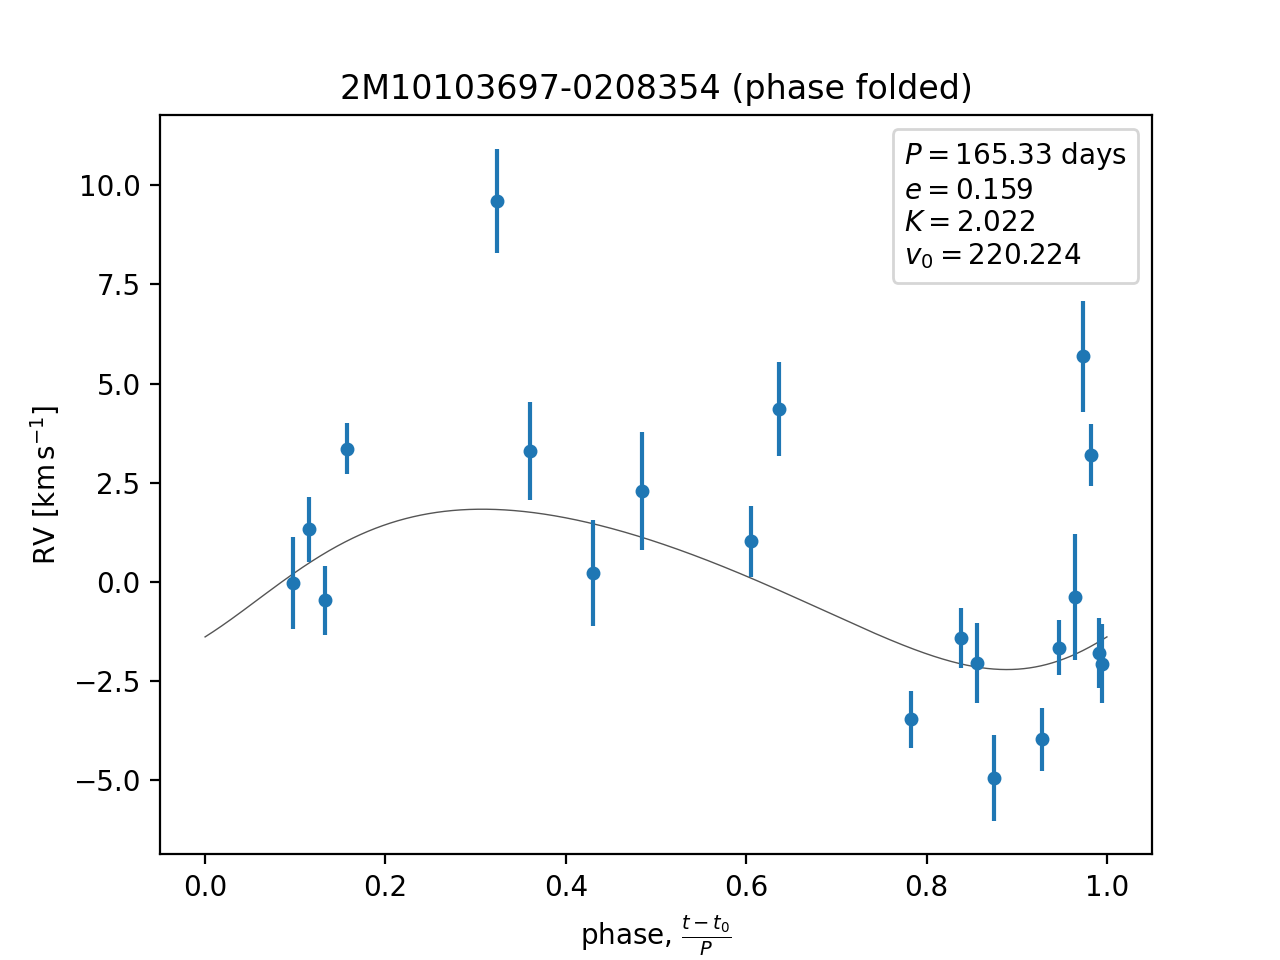 2M10103697-0208354 (phase folded)
P = 165.33 days
e = 0.159
K = 2.022
v₀ = 220.224
RV [km s⁻¹]
10.0
7.5
5.0
2.5
0.0
−2.5
−5.0
0.0 0.2 0.4 0.6 0.8 1.0
phase, (t − t₀)/P